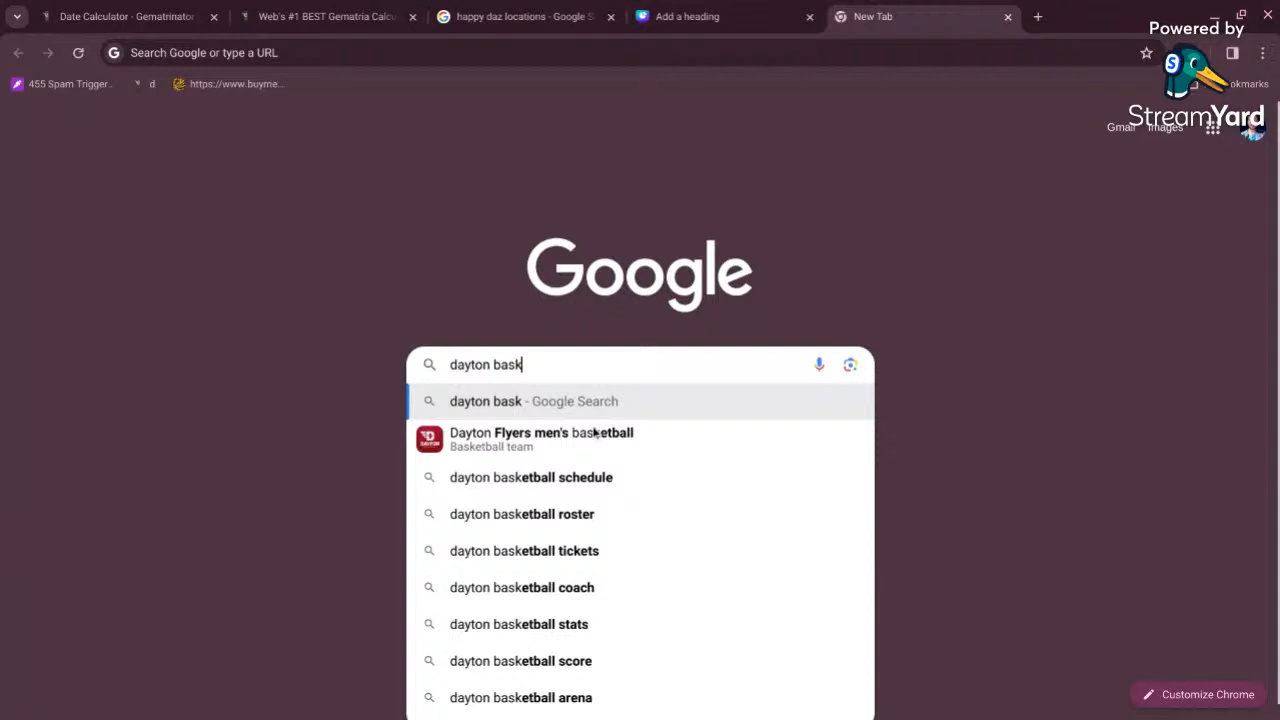 Date Calculator - Gematrinator
Web's #1 BEST Gematria Calcu
happy daz locations - Google S
Add a heading
New Tab
Powered by
Search Google or type a URL
455 Spam Trigger...
d
https://www.buyme...
okmarks
StreamYard
Gmail
Images
Google
dayton bask
dayton bask - Google Search
Dayton Flyers men's basketball
Basketball team
dayton basketball schedule
dayton basketball roster
dayton basketball tickets
dayton basketball coach
dayton basketball stats
dayton basketball score
dayton basketball arena
Customize Chrome